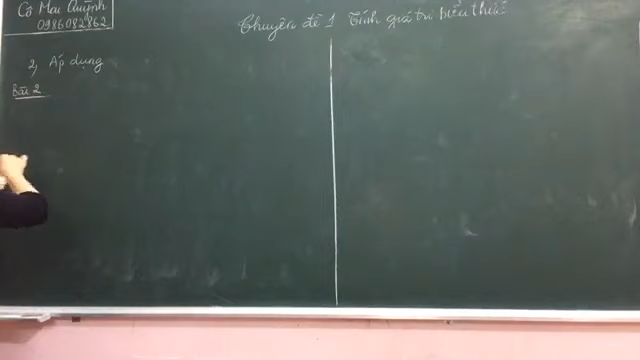 Cô Mai Quỳnh
0986082862
Chuyên đề 1 Tính giá trị biểu thức
2, Áp dụng
Bài 2